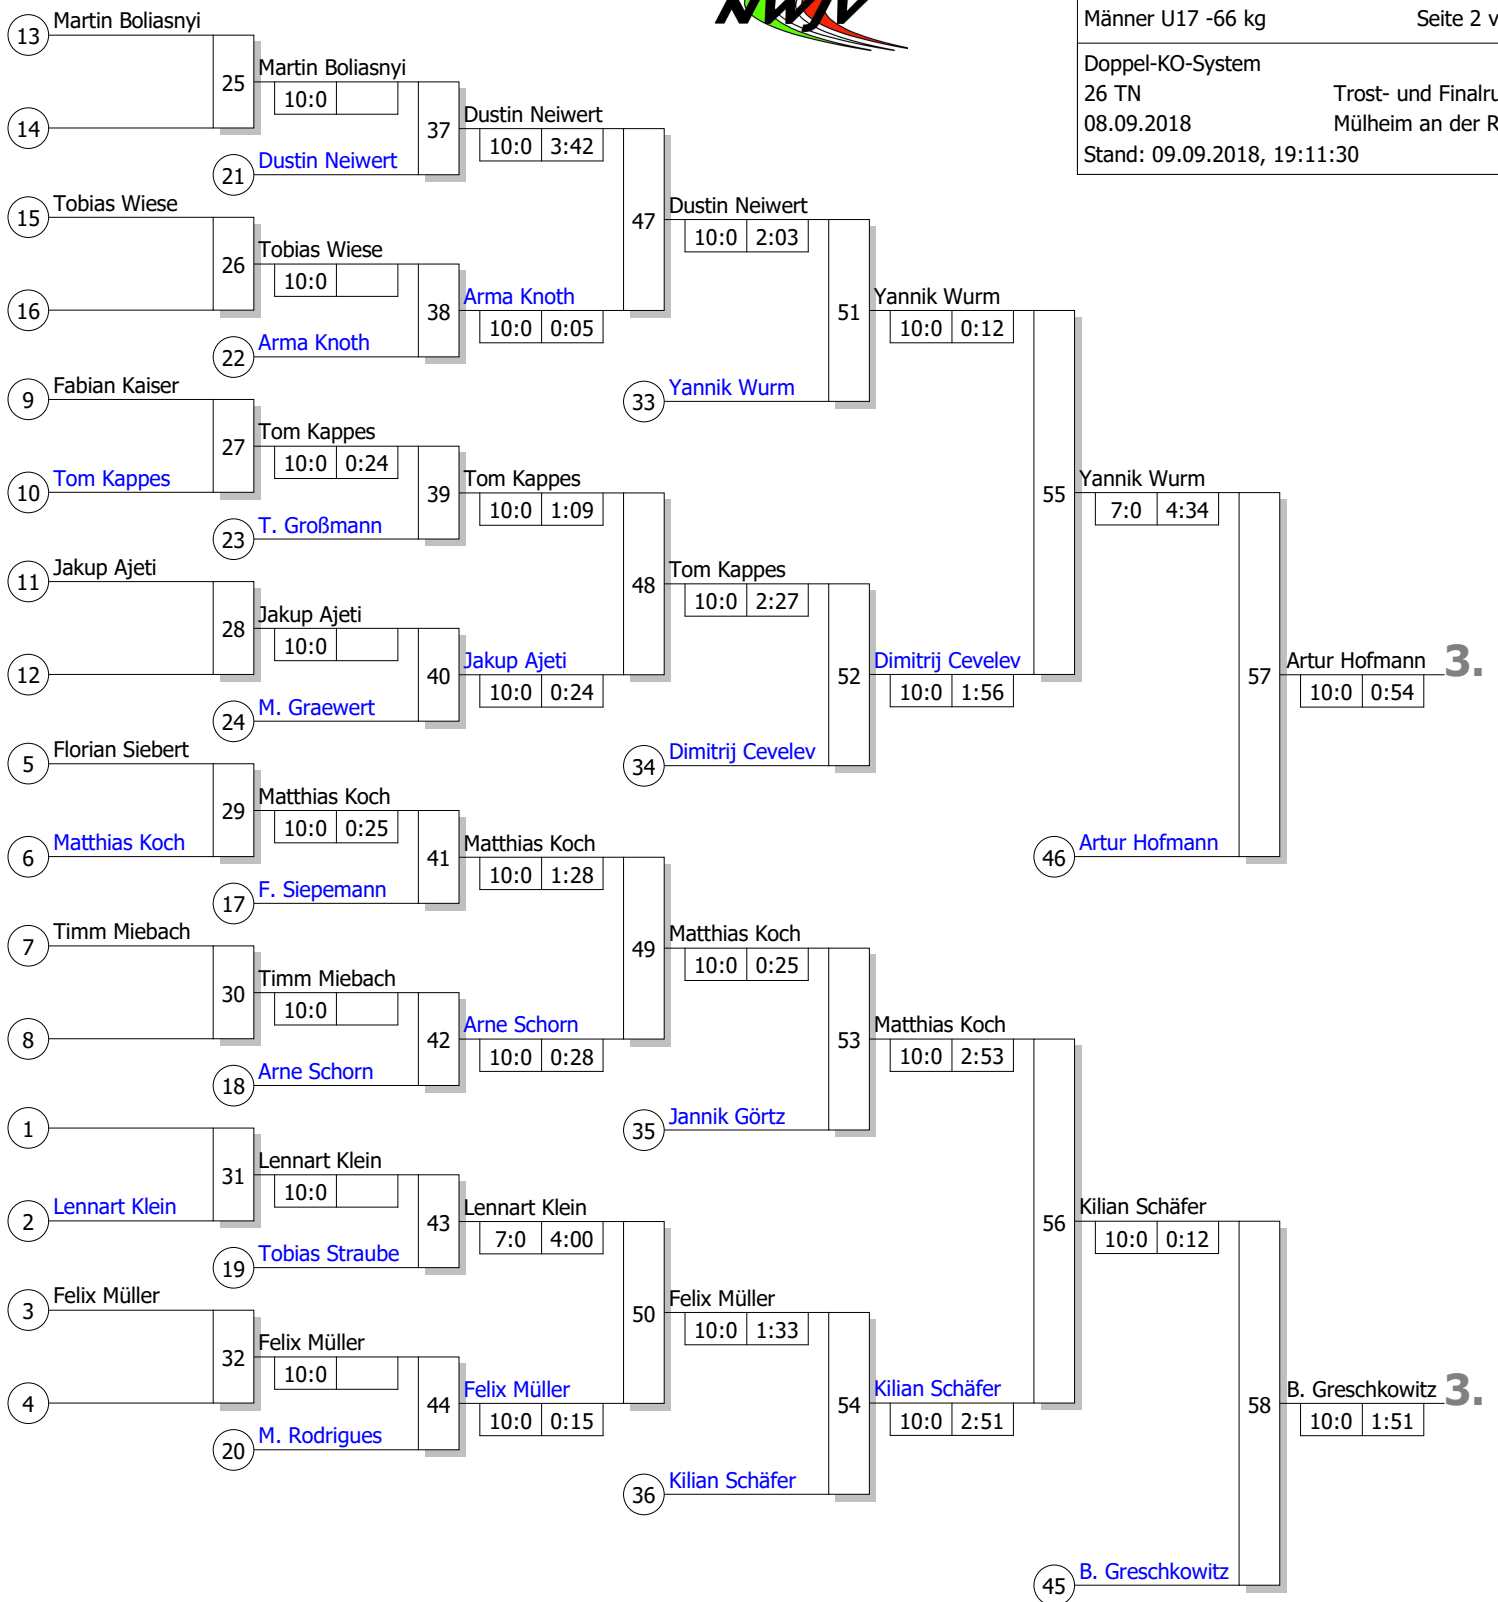 NWJV
Männer U17 -66 kg Seite 2 v
Doppel-KO-System
26 TN Trost- und Finalru
08.09.2018 Mülheim an der R
Stand: 09.09.2018, 19:11:30
13 Martin Boliasnyi
25 Martin Boliasnyi
10:0
14
37 Dustin Neiwert
10:0 3:42
21 Dustin Neiwert
15 Tobias Wiese
47 Dustin Neiwert
10:0 2:03
26 Tobias Wiese
10:0
16
38 Arma Knoth
10:0 0:05
22 Arma Knoth
51 Yannik Wurm
10:0 0:12
9 Fabian Kaiser
33 Yannik Wurm
27 Tom Kappes
10:0 0:24
10 Tom Kappes
39 Tom Kappes
10:0 1:09
23 T. Großmann
55 Yannik Wurm
7:0 4:34
11 Jakup Ajeti
48 Tom Kappes
10:0 2:27
28 Jakup Ajeti
10:0
12
40 Jakup Ajeti
10:0 0:24
24 M. Graewert
52 Dimitrij Cevelev
10:0 1:56
57 Artur Hofmann 3.
10:0 0:54
5 Florian Siebert
34 Dimitrij Cevelev
29 Matthias Koch
10:0 0:25
6 Matthias Koch
41 Matthias Koch
10:0 1:28
46 Artur Hofmann
17 F. Siepemann
7 Timm Miebach
49 Matthias Koch
10:0 0:25
30 Timm Miebach
10:0
8
42 Arne Schorn
10:0 0:28
18 Arne Schorn
53 Matthias Koch
10:0 2:53
1
35 Jannik Görtz
31 Lennart Klein
10:0
2 Lennart Klein
43 Lennart Klein
7:0 4:00
19 Tobias Straube
56 Kilian Schäfer
10:0 0:12
3 Felix Müller
50 Felix Müller
10:0 1:33
32 Felix Müller
10:0
4
44 Felix Müller
10:0 0:15
20 M. Rodrigues
54 Kilian Schäfer
10:0 2:51
58 B. Greschkowitz 3.
10:0 1:51
36 Kilian Schäfer
45 B. Greschkowitz